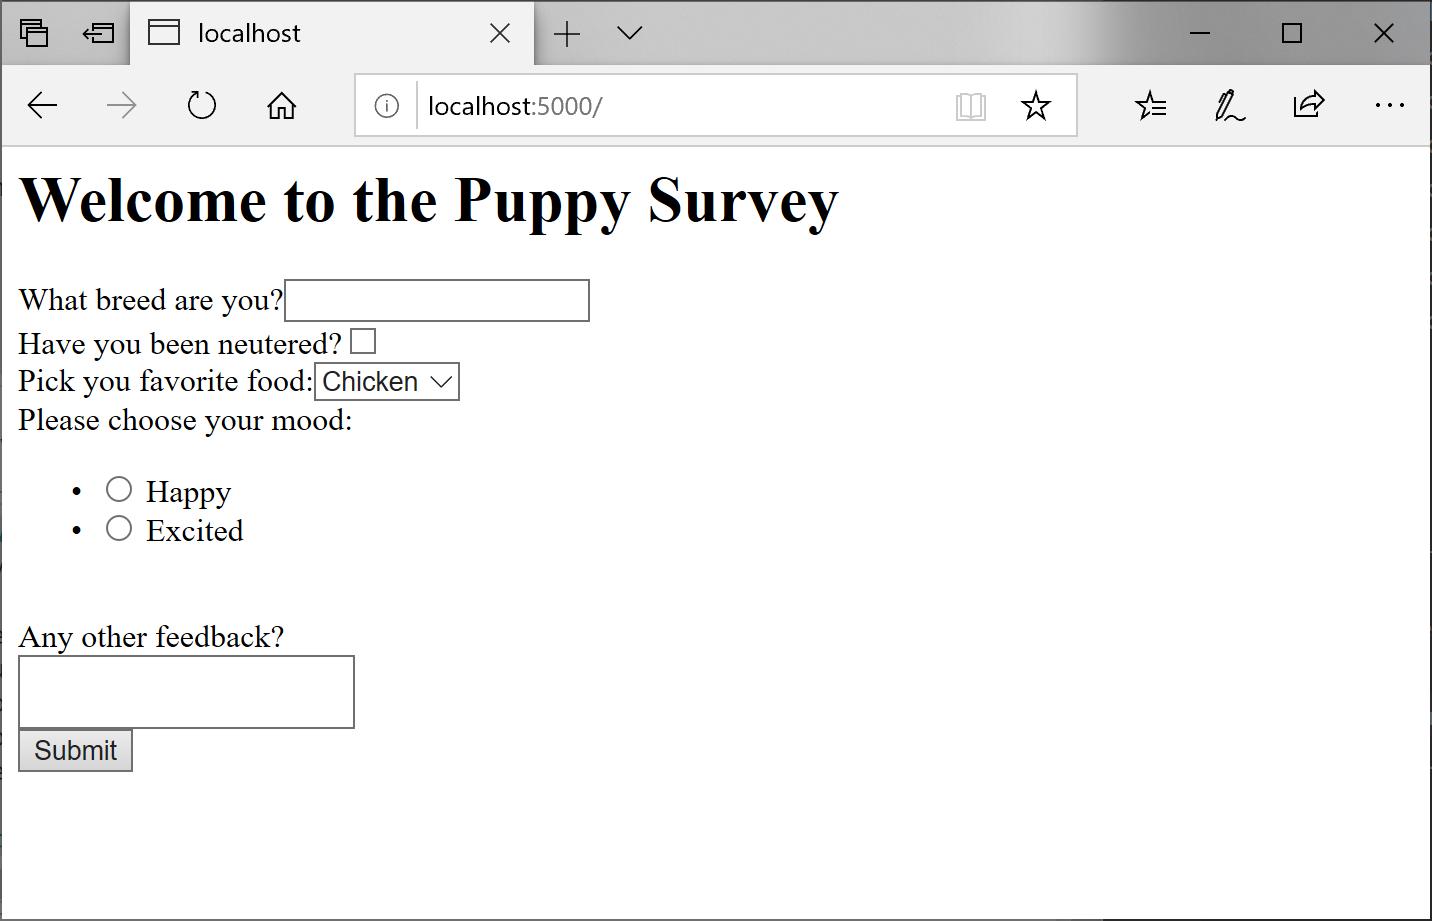 localhost
localhost:5000/
Welcome to the Puppy Survey
What breed are you?
Have you been neutered?
Pick you favorite food: Chicken
Please choose your mood:
• Happy
• Excited
Any other feedback?
Submit